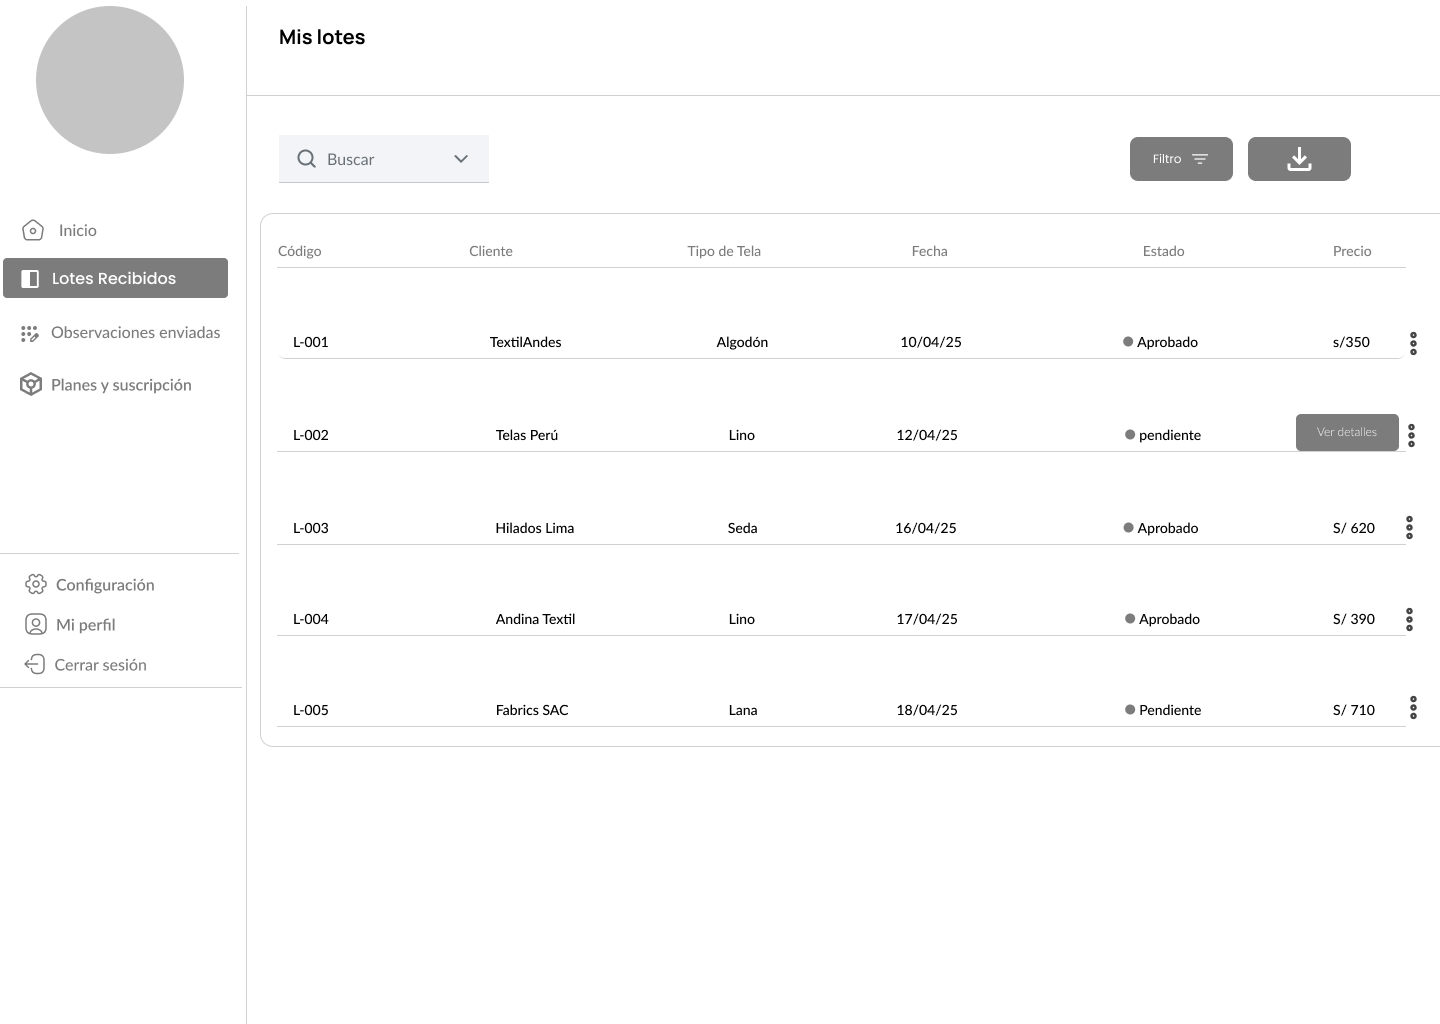 Mis lotes
Buscar
Filtro
Inicio
Lotes Recibidos
Observaciones enviadas
Planes y suscripción
Configuración
Mi perfil
Cerrar sesión
Código Cliente Tipo de Tela Fecha Estado Precio
L-001 TextilAndes Algodón 10/04/25 Aprobado s/350
L-002 Telas Perú Lino 12/04/25 pendiente Ver detalles
L-003 Hilados Lima Seda 16/04/25 Aprobado S/ 620
L-004 Andina Textil Lino 17/04/25 Aprobado S/ 390
L-005 Fabrics SAC Lana 18/04/25 Pendiente S/ 710